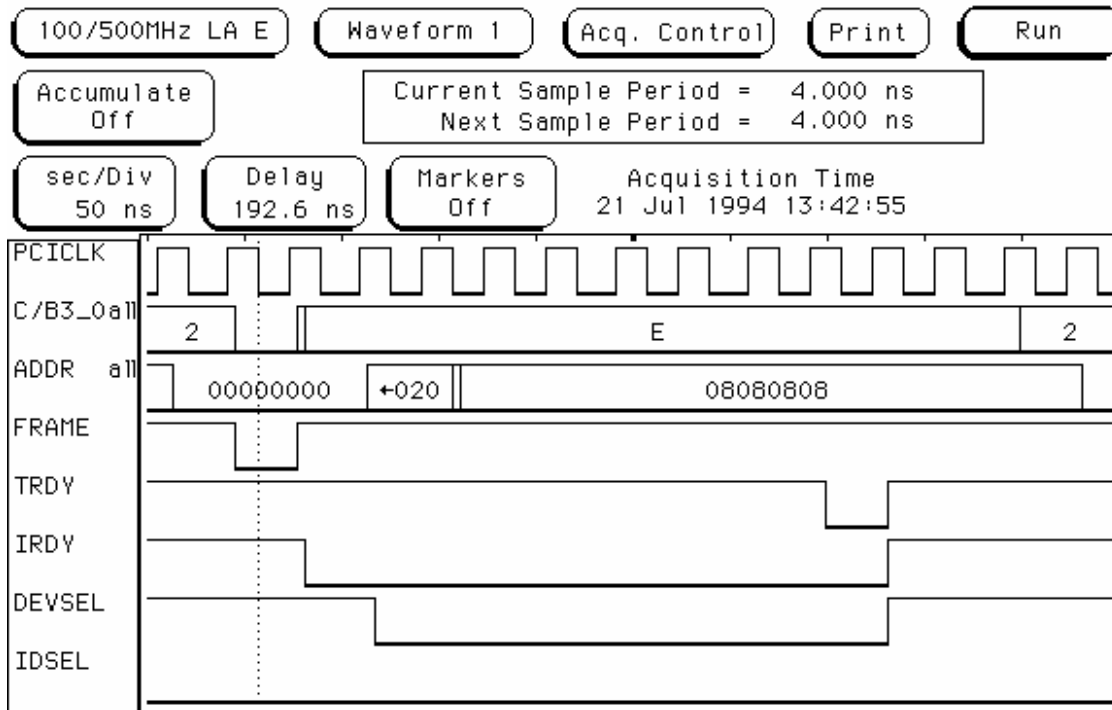 100/500MHz LA E Waveform 1 Acq. Control Print Run
Accumulate
Off
Current Sample Period = 4.000 ns
Next Sample Period = 4.000 ns
sec/Div
50 ns
Delay
192.6 ns
Markers
Off
Acquisition Time
21 Jul 1994 13:42:55
PCICLK
C/B3_0all 2 E 2
ADDR all 00000000 ←020 08080808
FRAME
TRDY
IRDY
DEVSEL
IDSEL